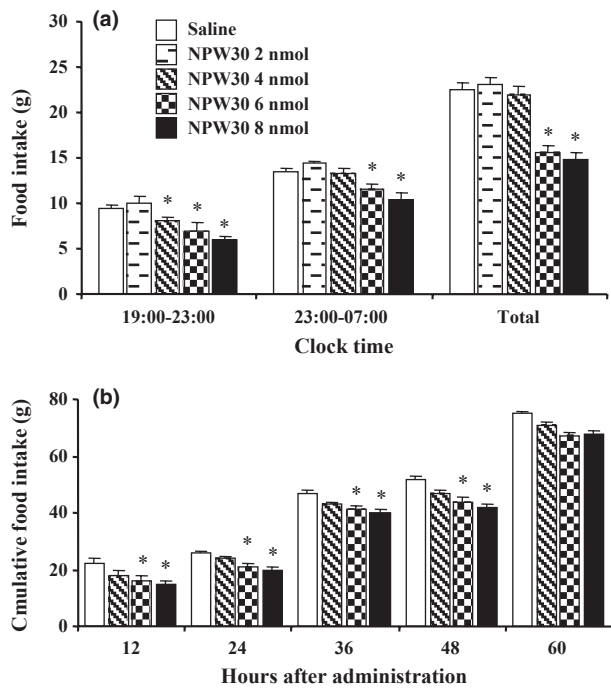 (a)
Saline
NPW30 2 nmol
NPW30 4 nmol
NPW30 6 nmol
NPW30 8 nmol
Food intake (g)
30
25
20
15
10
5
0
* * *
* *
* *
19:00-23:00 23:00-07:00 Total
Clock time
(b)
Cmulative food intake (g)
80
60
40
20
0
* *
* *
* *
* *
12 24 36 48 60
Hours after administration